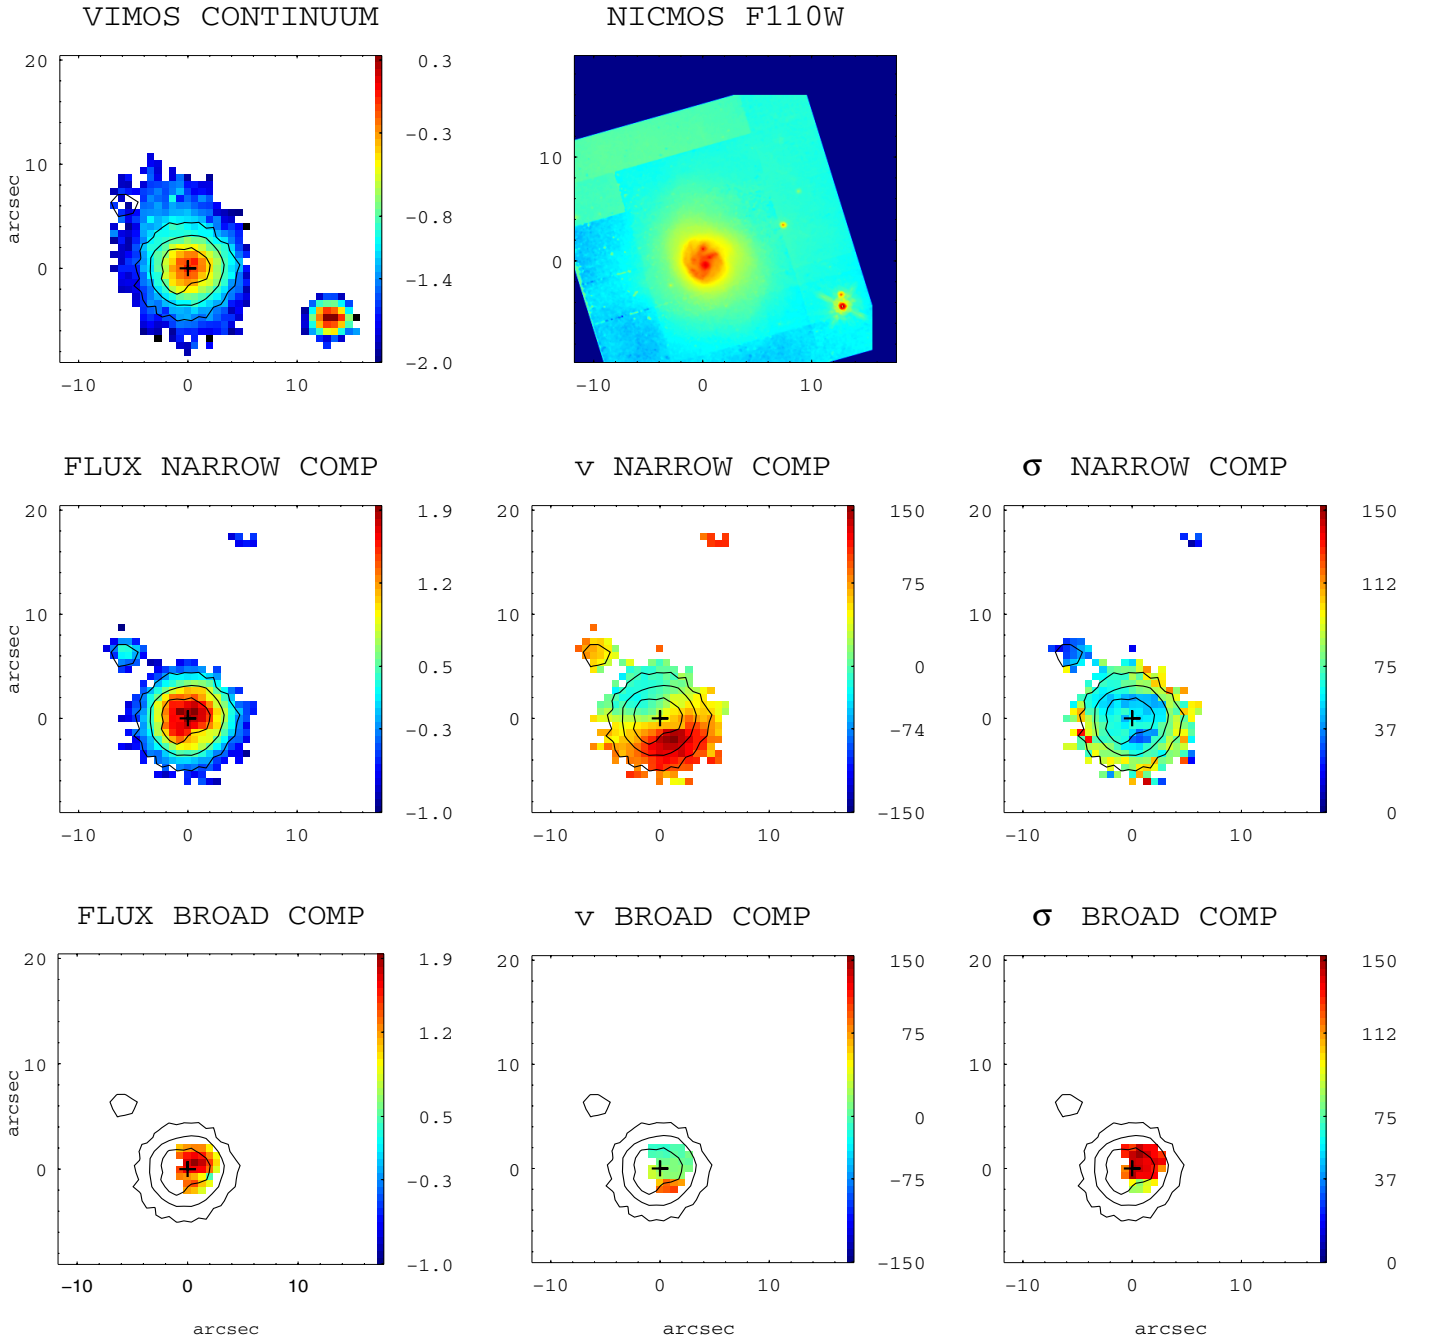 VIMOS CONTINUUM
NICMOS F110W
20
10
0
arcsec
-10 0 10
0.3
-0.3
-0.8
-1.4
-2.0
10
0
-10 0 10
FLUX NARROW COMP
v NARROW COMP
σ NARROW COMP
20
10
0
arcsec
-10 0 10
1.9
1.2
0.5
-0.3
-1.0
20
10
0
-10 0 10
150
75
0
-74
-150
20
10
0
-10 0 10
150
112
75
37
0
FLUX BROAD COMP
v BROAD COMP
σ BROAD COMP
20
10
0
arcsec
-10 0 10
arcsec
1.9
1.2
0.5
-0.3
-1.0
20
10
0
-10 0 10
arcsec
150
75
0
-75
-150
20
10
0
-10 0 10
arcsec
150
112
75
37
0